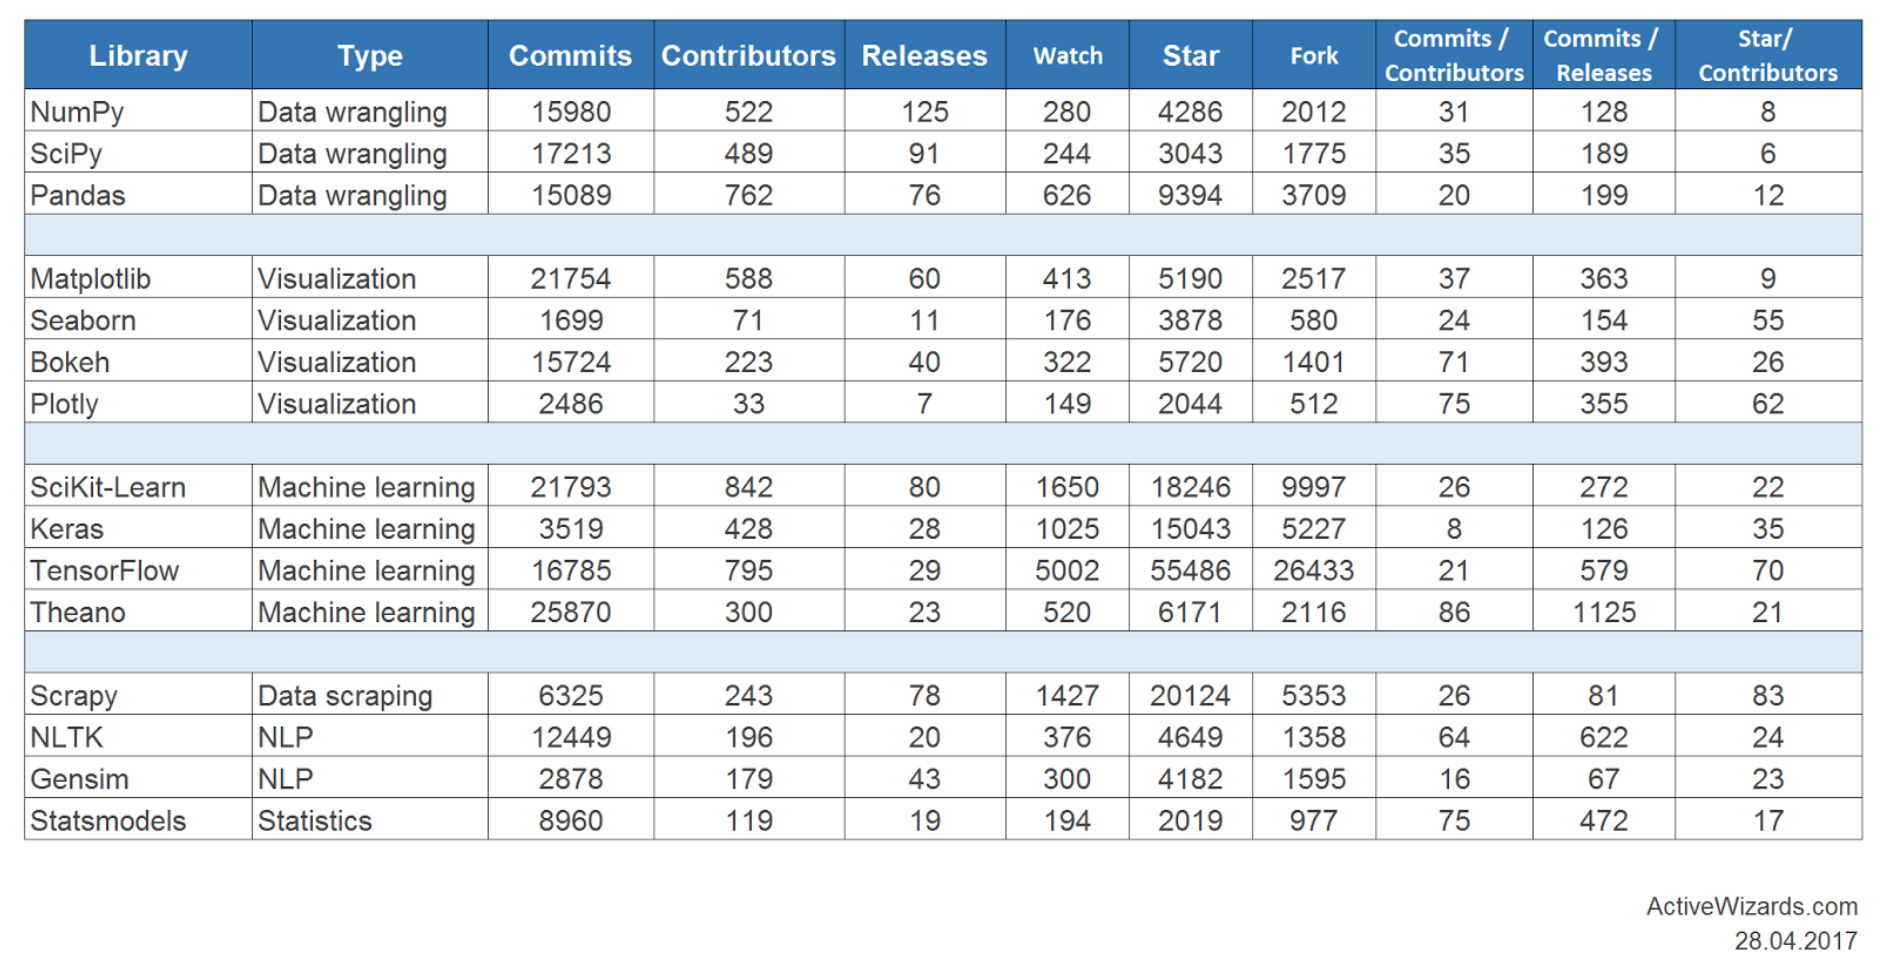 Library Type Commits Contributors Releases Watch Star Fork Commits / Contributors Commits / Releases Star/ Contributors
NumPy Data wrangling 15980 522 125 280 4286 2012 31 128 8
SciPy Data wrangling 17213 489 91 244 3043 1775 35 189 6
Pandas Data wrangling 15089 762 76 626 9394 3709 20 199 12
Matplotlib Visualization 21754 588 60 413 5190 2517 37 363 9
Seaborn Visualization 1699 71 11 176 3878 580 24 154 55
Bokeh Visualization 15724 223 40 322 5720 1401 71 393 26
Plotly Visualization 2486 33 7 149 2044 512 75 355 62
SciKit-Learn Machine learning 21793 842 80 1650 18246 9997 26 272 22
Keras Machine learning 3519 428 28 1025 15043 5227 8 126 35
TensorFlow Machine learning 16785 795 29 5002 55486 26433 21 579 70
Theano Machine learning 25870 300 23 520 6171 2116 86 1125 21
Scrapy Data scraping 6325 243 78 1427 20124 5353 26 81 83
NLTK NLP 12449 196 20 376 4649 1358 64 622 24
Gensim NLP 2878 179 43 300 4182 1595 16 67 23
Statsmodels Statistics 8960 119 19 194 2019 977 75 472 17
ActiveWizards.com
28.04.2017